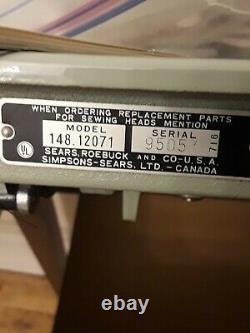 WHEN ORDERING REPLACEMENT PARTS
FOR SEWING HEADS MENTION
MODEL SERIAL
148.12071 95057 716
UL
SEARS, ROEBUCK AND CO-U.S.A.
SIMPSONS-SEARS. LTD.-CANADA